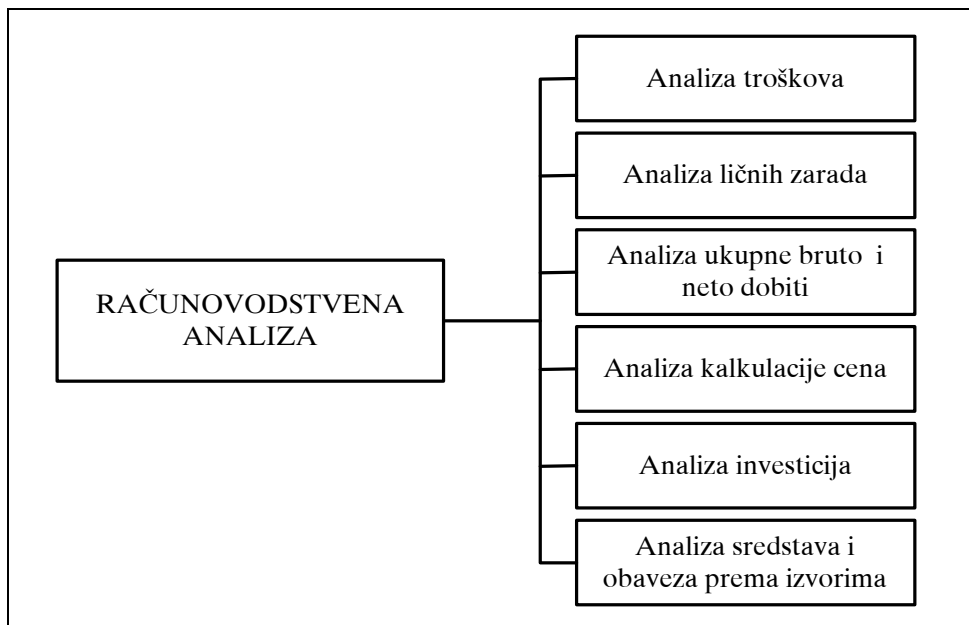 RAČUNOVODSTVENA
ANALIZA
Analiza troškova
Analiza ličnih zarada
Analiza ukupne bruto i
neto dobiti
Analiza kalkulacije cena
Analiza investicija
Analiza sredstava i
obaveza prema izvorima